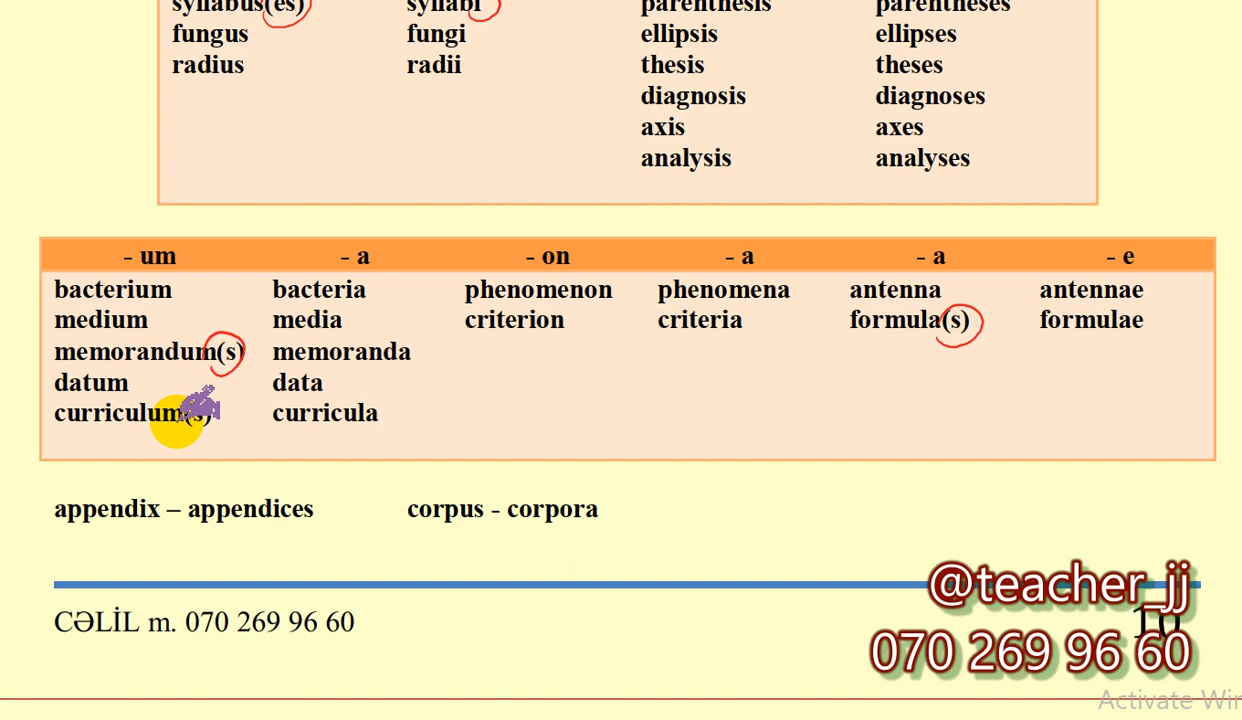 syllabus(es) syllabi parenthesis parentheses
fungus fungi ellipsis ellipses
radius radii thesis theses
diagnosis diagnoses
axis axes
analysis analyses
- um - a - on - a - a - e
bacterium bacteria phenomenon phenomena antenna antennae
medium media criterion criteria formula(s) formulae
memorandum(s) memoranda
datum data
curriculum(s) curricula
appendix – appendices corpus - corpora
@teacher_jj
CƏLİL m. 070 269 96 60 10
070 269 96 60
Activate Win